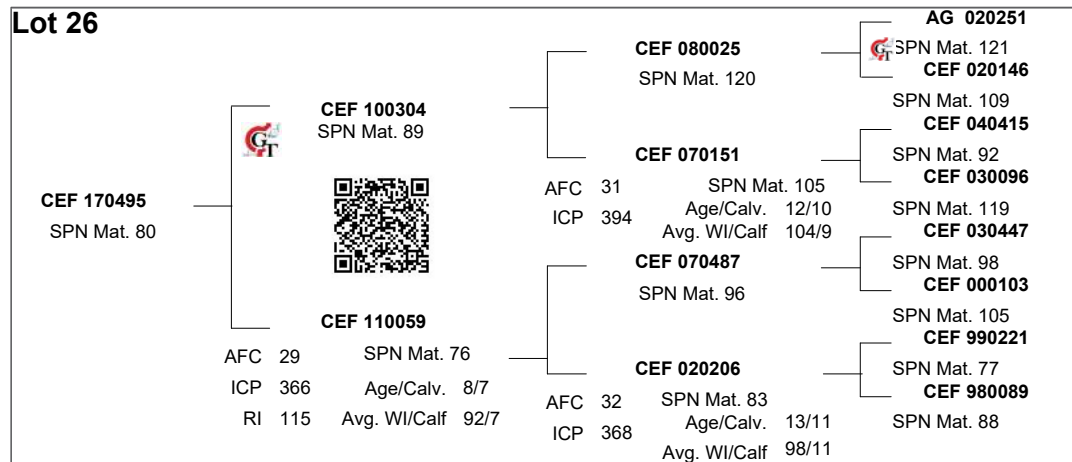 Lot 26
CEF 170495
SPN Mat. 80
GT
CEF 100304
SPN Mat. 89
CEF 110059
AFC 29 SPN Mat. 76
ICP 366 Age/Calv. 8/7
RI 115 Avg. WI/Calf 92/7
CEF 080025
SPN Mat. 120
CEF 070151
AFC 31 SPN Mat. 105
ICP 394 Age/Calv. 12/10
Avg. WI/Calf 104/9
CEF 070487
SPN Mat. 96
CEF 020206
AFC 32 SPN Mat. 83
ICP 368 Age/Calv. 13/11
Avg. WI/Calf 98/11
AG 020251
GT SPN Mat. 121
CEF 020146
SPN Mat. 109
CEF 040415
SPN Mat. 92
CEF 030096
SPN Mat. 119
CEF 030447
SPN Mat. 98
CEF 000103
SPN Mat. 105
CEF 990221
SPN Mat. 77
CEF 980089
SPN Mat. 88